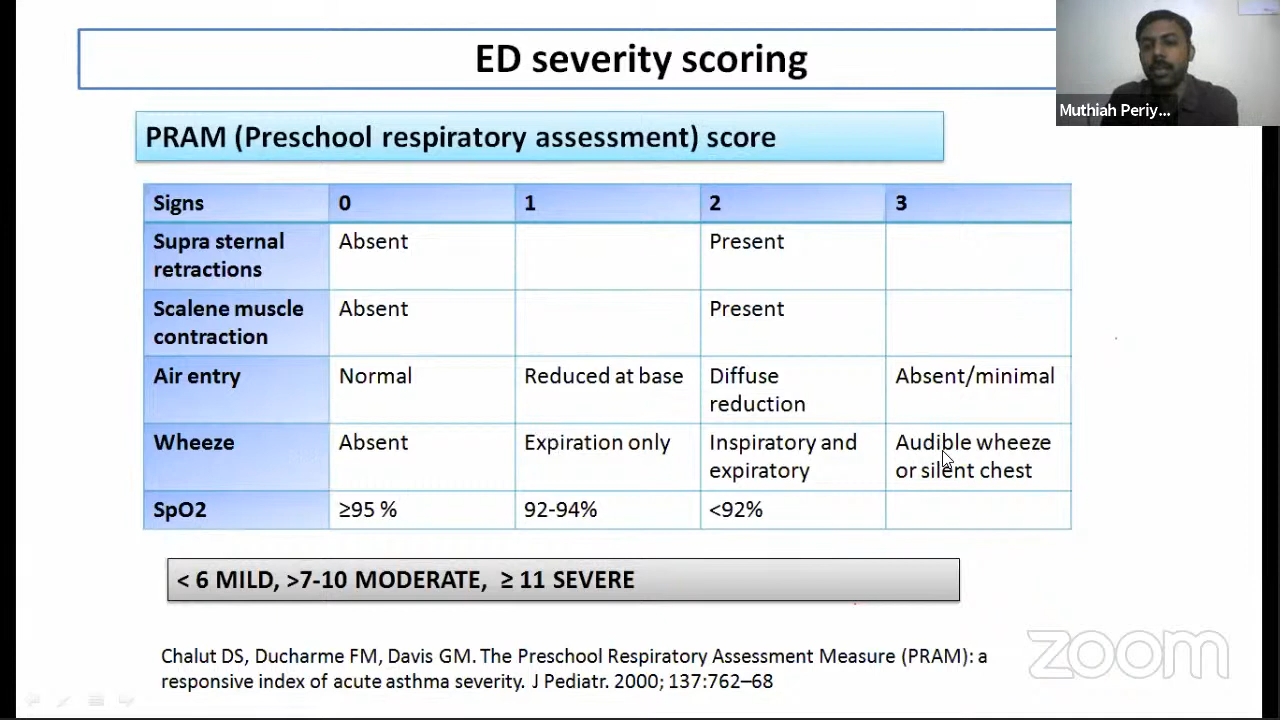 ED severity scoring
Muthiah Periy...
PRAM (Preschool respiratory assessment) score
Signs 0 1 2 3
Supra sternal retractions Absent Present
Scalene muscle contraction Absent Present
Air entry Normal Reduced at base Diffuse reduction Absent/minimal
Wheeze Absent Expiration only Inspiratory and expiratory Audible wheeze or silent chest
SpO2 ≥95 % 92-94% <92%
< 6 MILD, >7-10 MODERATE, ≥ 11 SEVERE
Chalut DS, Ducharme FM, Davis GM. The Preschool Respiratory Assessment Measure (PRAM): a
responsive index of acute asthma severity. J Pediatr. 2000; 137:762–68
zoom